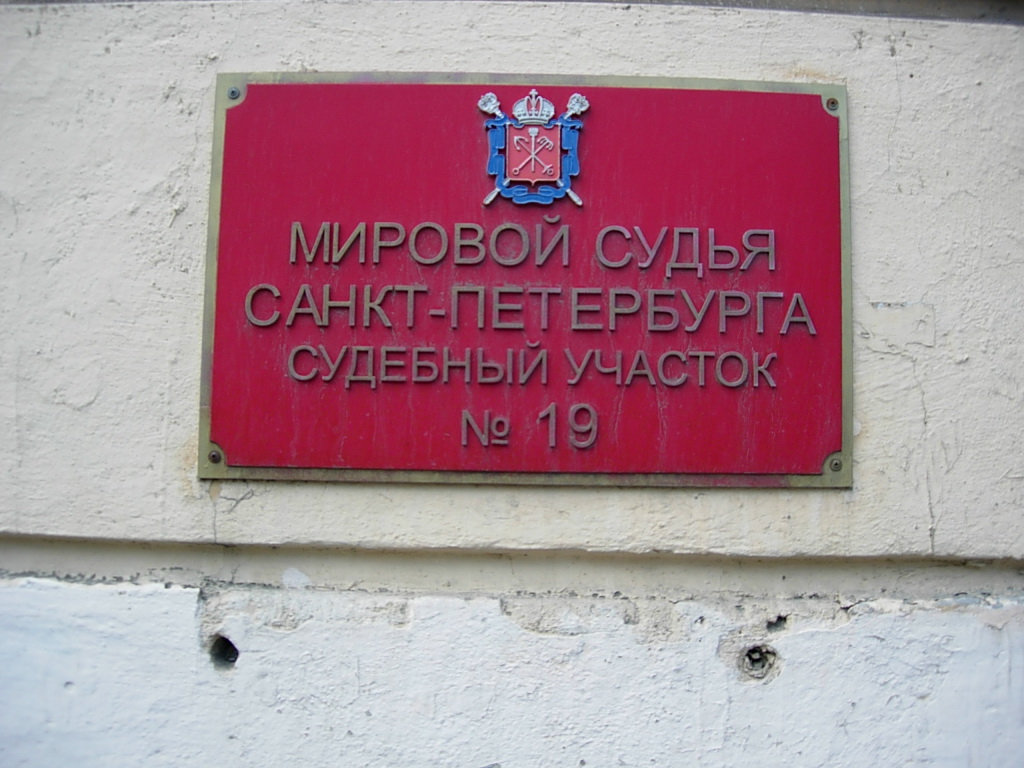 МИРОВОЙ СУДЬЯ
САНКТ-ПЕТЕРБУРГА
СУДЕБНЫЙ УЧАСТОК
№ 19